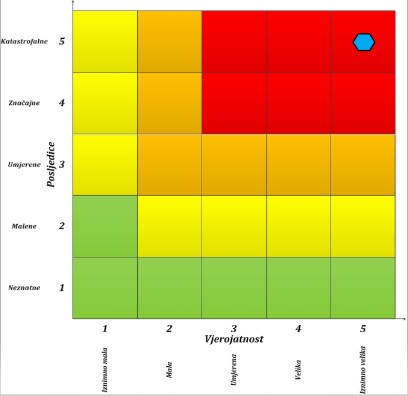 Katastrofalne 5
Značajne 4
Umjerene 3
Malene 2
Neznatne 1
Posljedice
1 2 3 4 5
Vjerojatnost
Iznimno mala
Mala
Umjerena
Velika
Iznimno velika